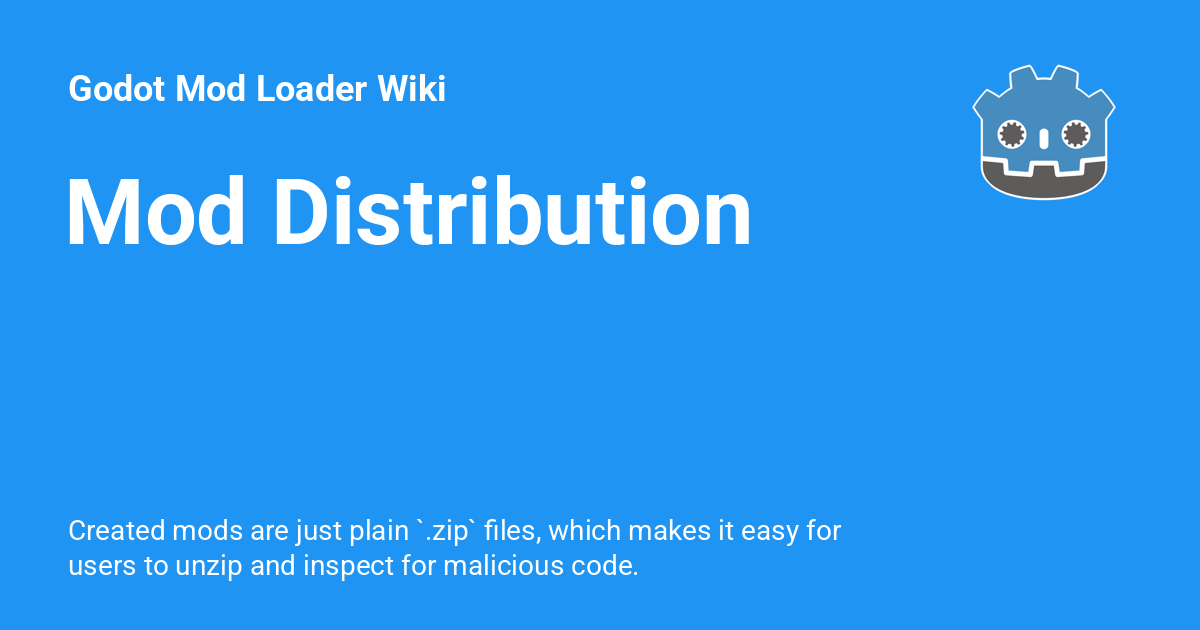 Godot Mod Loader Wiki
Mod Distribution
Created mods are just plain `.zip` files, which makes it easy for
users to unzip and inspect for malicious code.